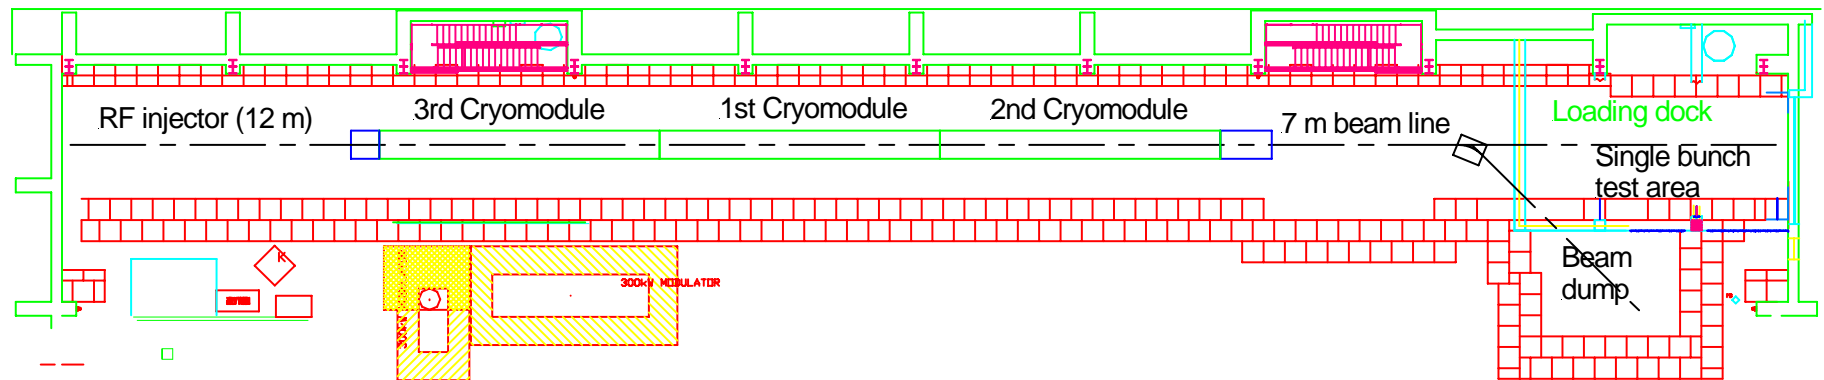 RF injector (12 m)
3rd Cryomodule
1st Cryomodule
2nd Cryomodule
7 m beam line
Loading dock
Single bunch
test area
Beam
dump
K
300kW MODULATOR